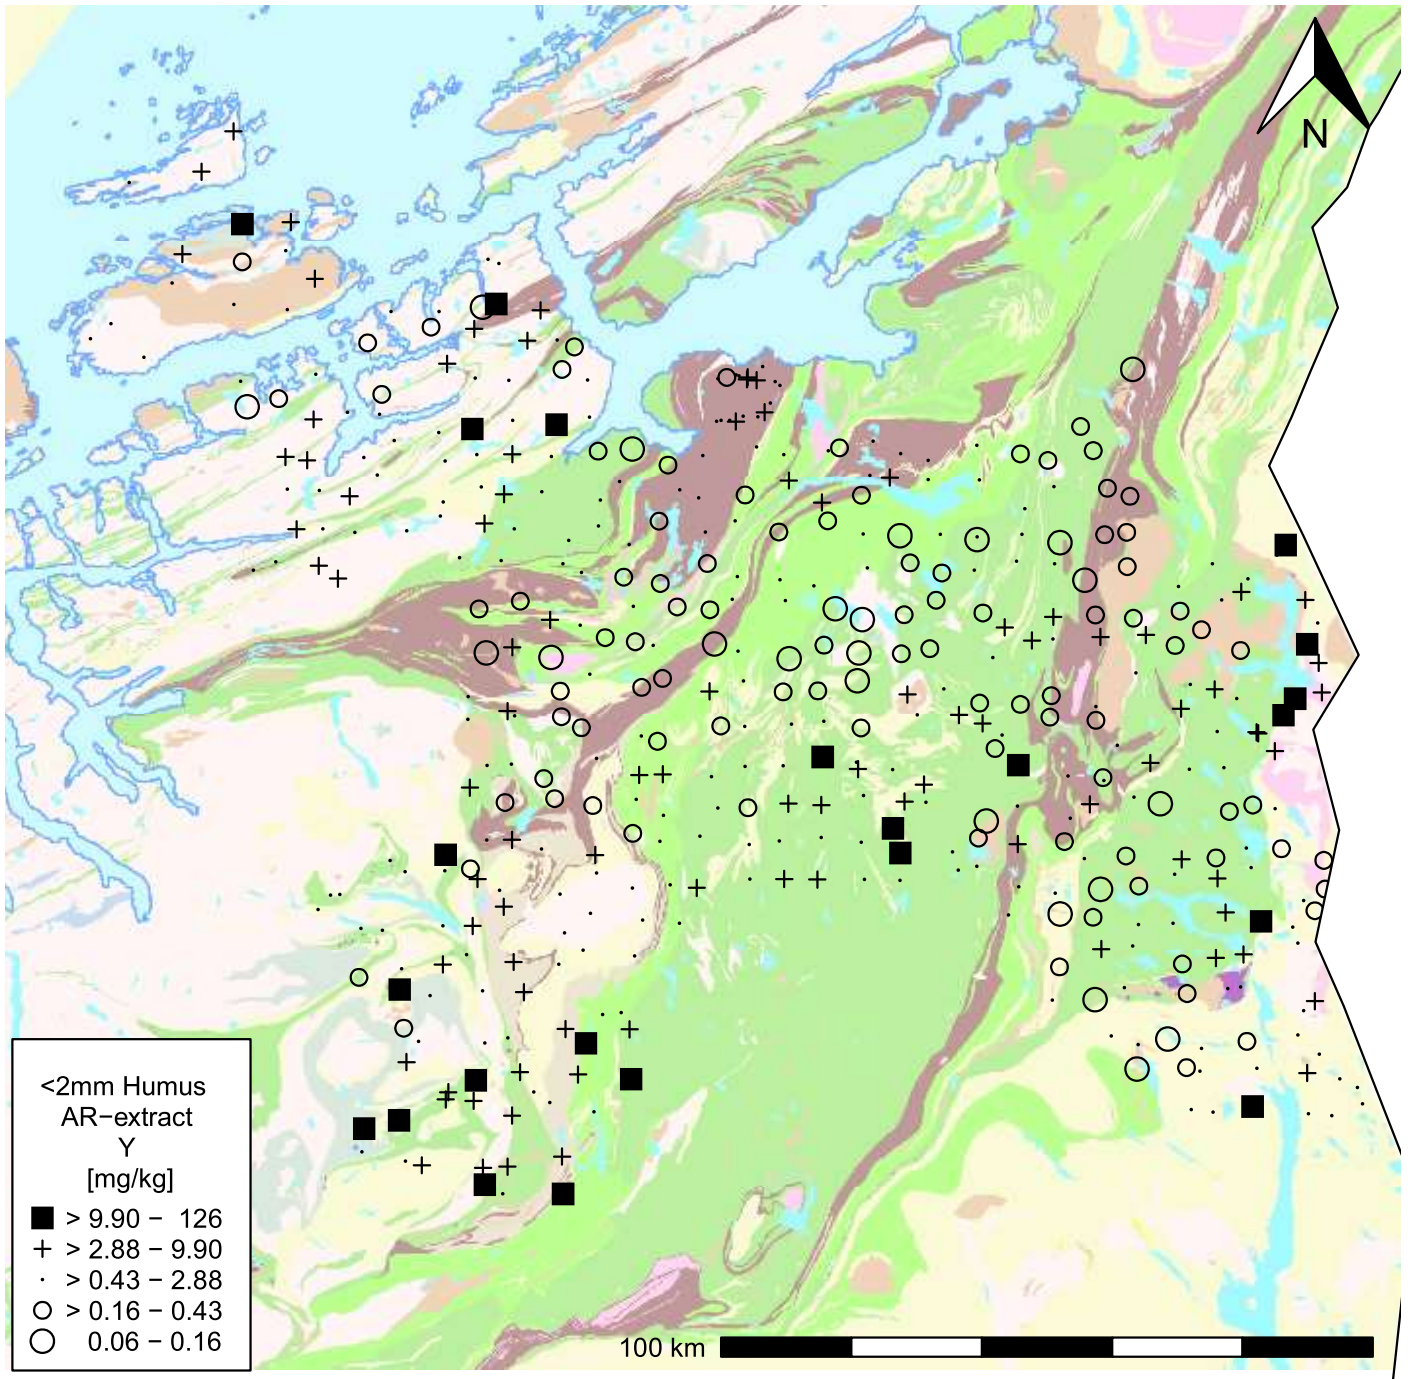 N
<2mm Humus
AR−extract
Y
[mg/kg]
> 9.90 − 126
> 2.88 − 9.90
> 0.43 − 2.88
> 0.16 − 0.43
0.06 − 0.16
100 km